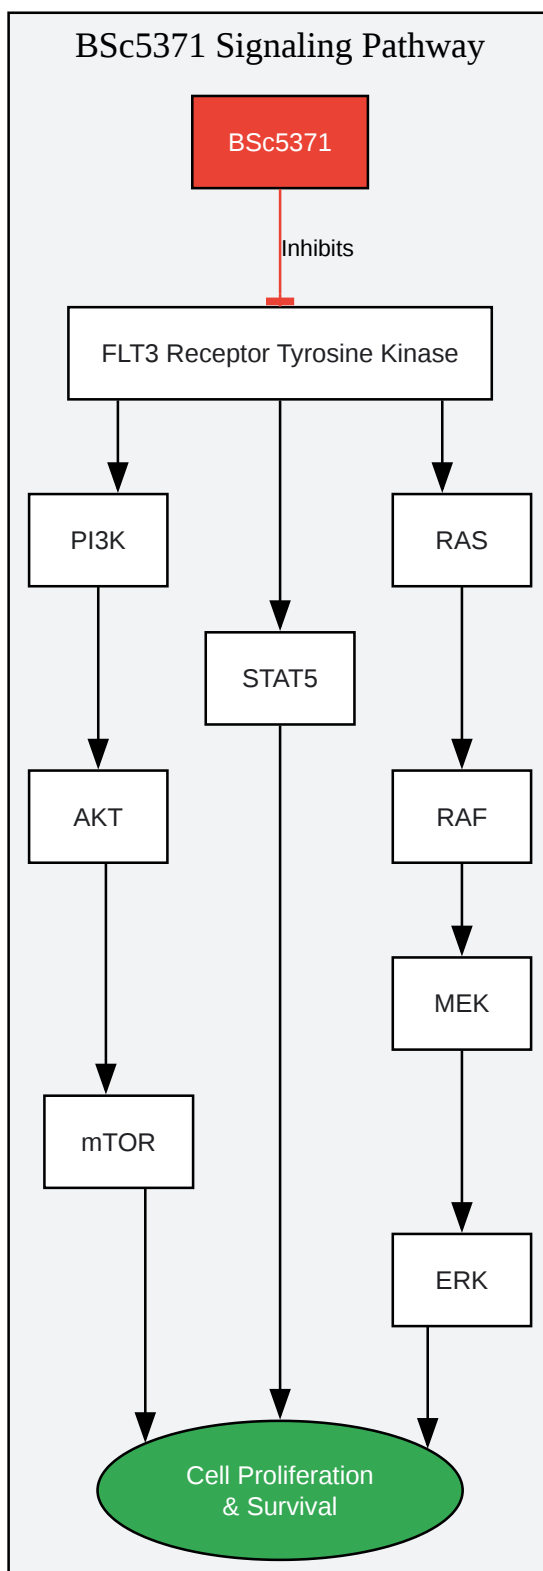 BSc5371 Signaling Pathway
BSc5371
Inhibits
FLT3 Receptor Tyrosine Kinase
PI3K
RAS
STAT5
AKT
RAF
MEK
mTOR
ERK
Cell Proliferation
& Survival